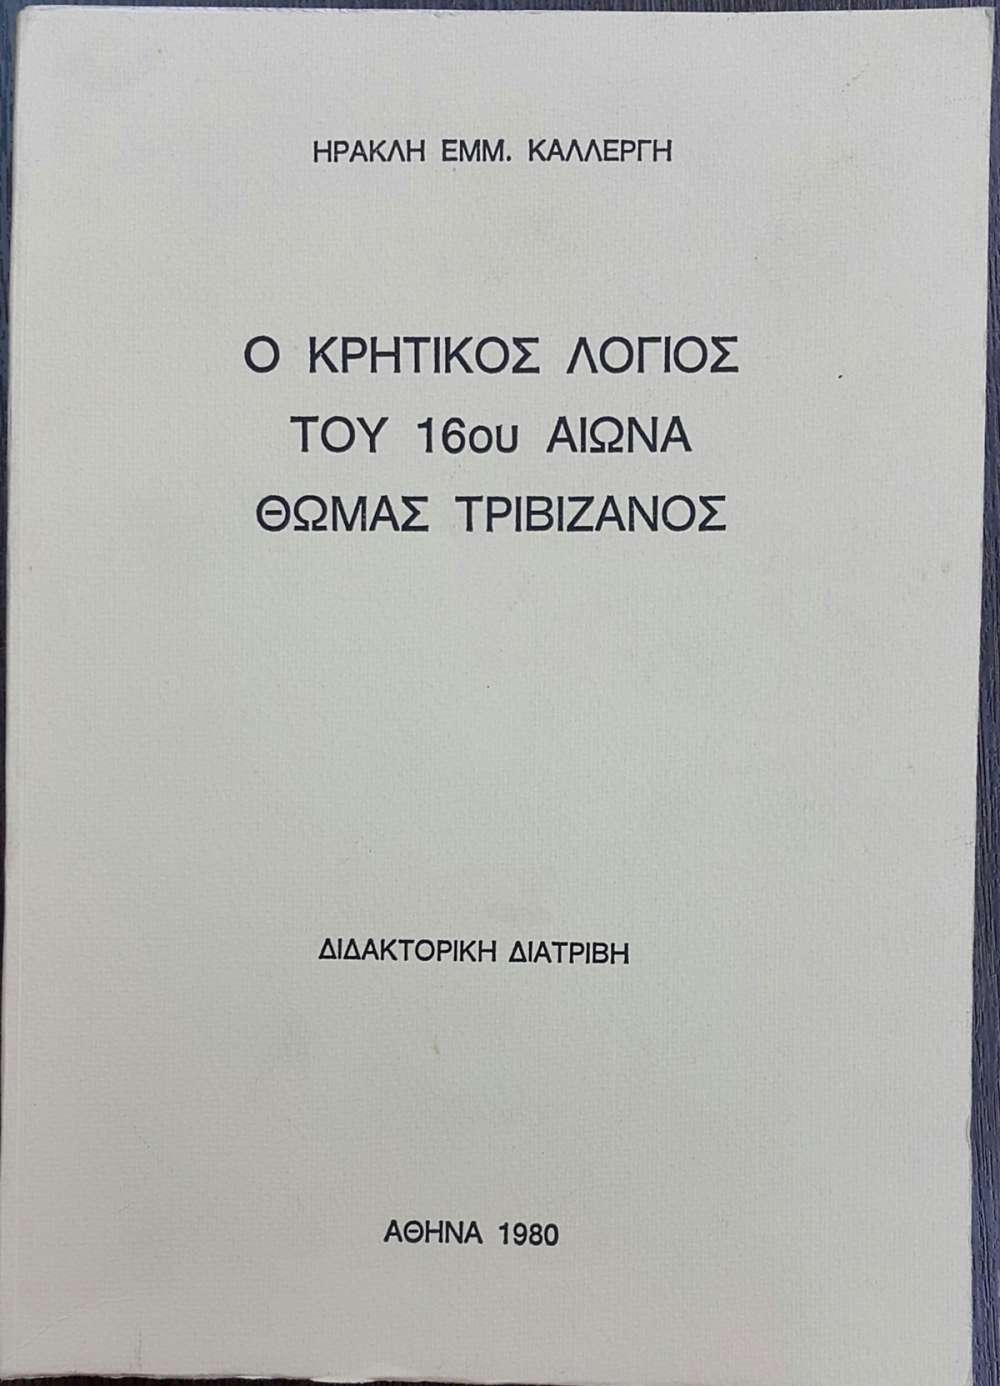 ΗΡΑΚΛΗ ΕΜΜ. ΚΑΛΛΕΡΓΗ
Ο ΚΡΗΤΙΚΟΣ ΛΟΓΙΟΣ
ΤΟΥ 16ου ΑΙΩΝΑ
ΘΩΜΑΣ ΤΡΙΒΙΖΑΝΟΣ
ΔΙΔΑΚΤΟΡΙΚΗ ΔΙΑΤΡΙΒΗ
ΑΘΗΝΑ 1980